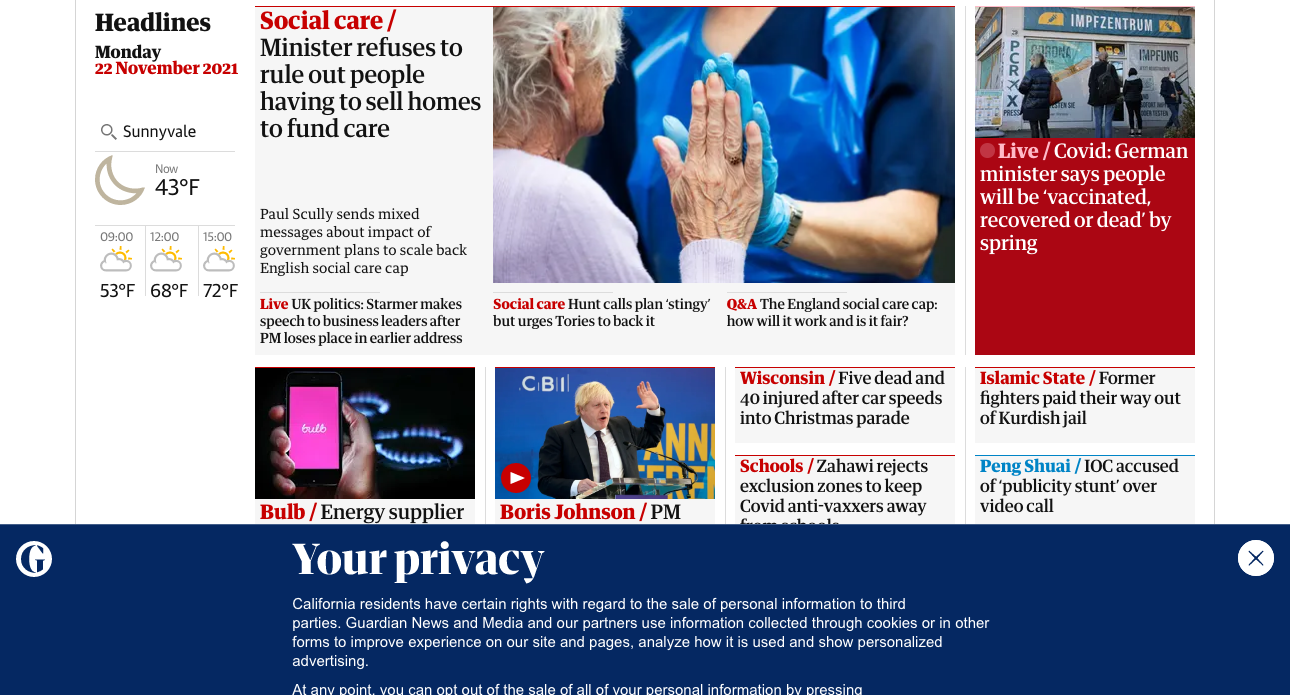 Headlines
Monday
22 November 2021
Sunnyvale
Now
43°F
09:00
53°F
12:00
68°F
15:00
72°F
Social care /
Minister refuses to
rule out people
having to sell homes
to fund care
Paul Scully sends mixed
messages about impact of
government plans to scale back
English social care cap
Live UK politics: Starmer makes
speech to business leaders after
PM loses place in earlier address
Social care Hunt calls plan ‘stingy’
but urges Tories to back it
Q&A The England social care cap:
how will it work and is it fair?
IMPFZENTRUM
CORONA
IMPFUNG
PCR
PRESS
Live / Covid: German
minister says people
will be ‘vaccinated,
recovered or dead’ by
spring
bulb
Bulb / Energy supplier
CBI
Boris Johnson / PM
Wisconsin / Five dead and
40 injured after car speeds
into Christmas parade
Schools / Zahawi rejects
exclusion zones to keep
Covid anti-vaxxers away
from schools
Islamic State / Former
fighters paid their way out
of Kurdish jail
Peng Shuai / IOC accused
of ‘publicity stunt’ over
video call
Your privacy
California residents have certain rights with regard to the sale of personal information to third
parties. Guardian News and Media and our partners use information collected through cookies or in other
forms to improve experience on our site and pages, analyze how it is used and show personalized
advertising.
At any point, you can opt out of the sale of all of your personal information by pressing